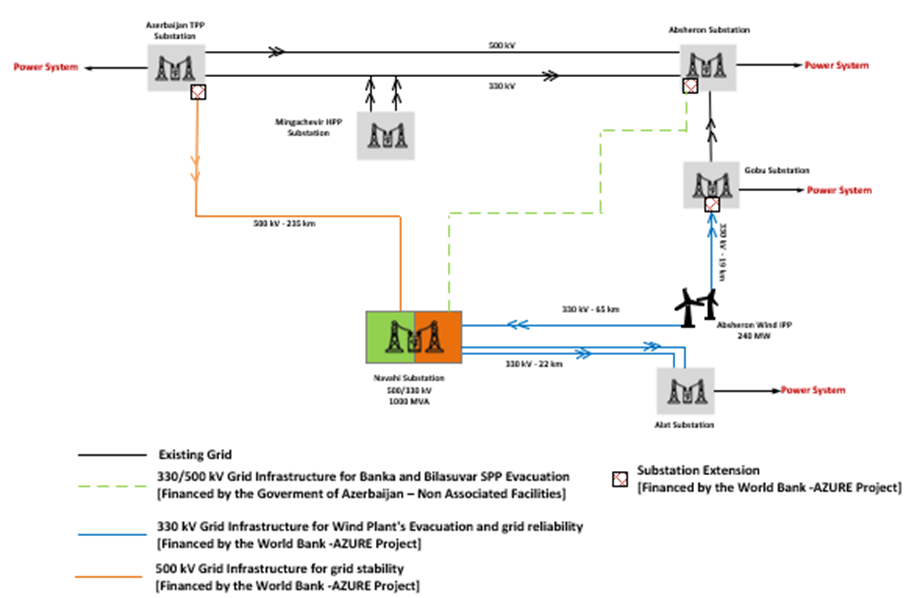 Azerbaijan TPP
Substation
Absheron Substation
500 kV
Power System
Power System
330 kV
Mingachevir HPP
Substation
Gobu Substation
Power System
500 kV - 235 km
330 kV - 19 km
330 kV - 65 km
Absheron Wind IPP
240 MW
330 kV - 22 km
Navahi Substation
500/330 kV
1000 MVA
Power System
Alat Substation
Existing Grid
330/500 kV Grid Infrastructure for Banka and Bilasuvar SPP Evacuation
[Financed by the Goverment of Azerbaijan – Non Associated Facilities]
Substation Extension
[Financed by the World Bank -AZURE Project]
330 kV Grid Infrastructure for Wind Plant's Evacuation and grid reliability
[Financed by the World Bank -AZURE Project]
500 kV Grid Infrastructure for grid stability
[Financed by the World Bank -AZURE Project]